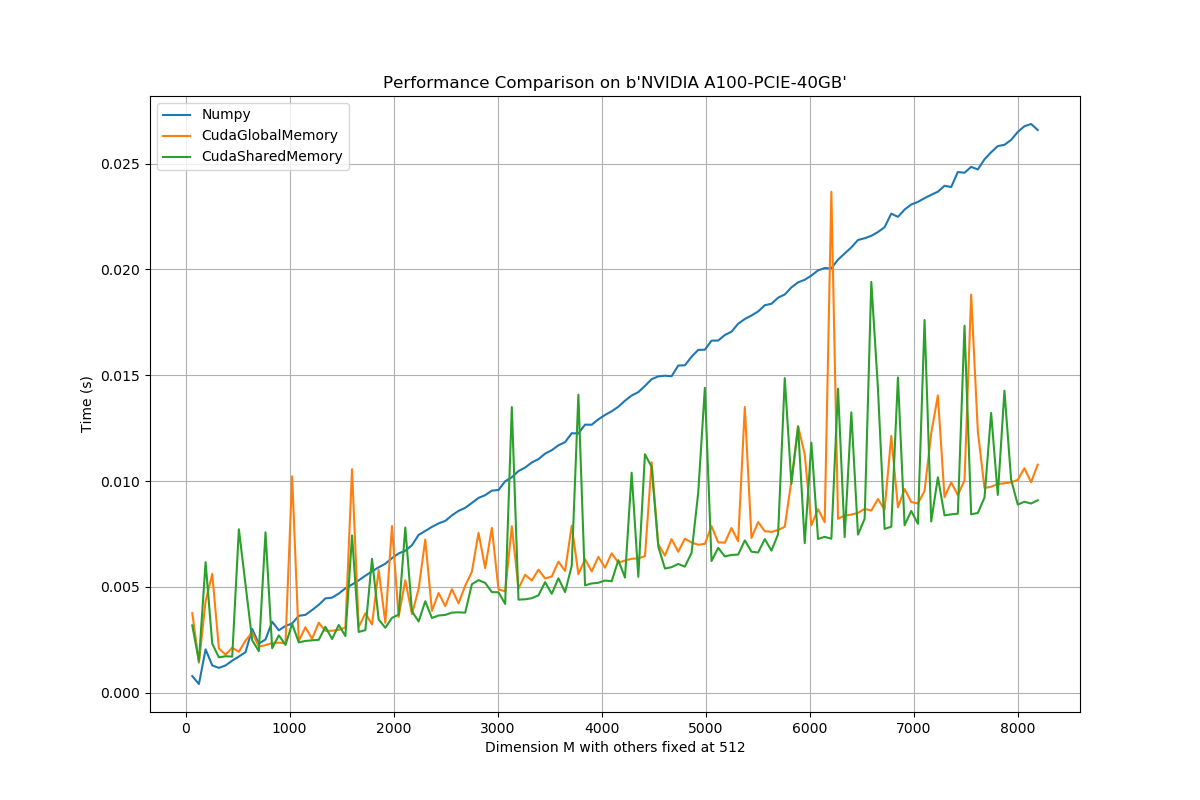 Performance Comparison on b'NVIDIA A100-PCIE-40GB'
Numpy
CudaGlobalMemory
CudaSharedMemory
Time (s)
0.025
0.020
0.015
0.010
0.005
0.000
0 1000 2000 3000 4000 5000 6000 7000 8000
Dimension M with others fixed at 512